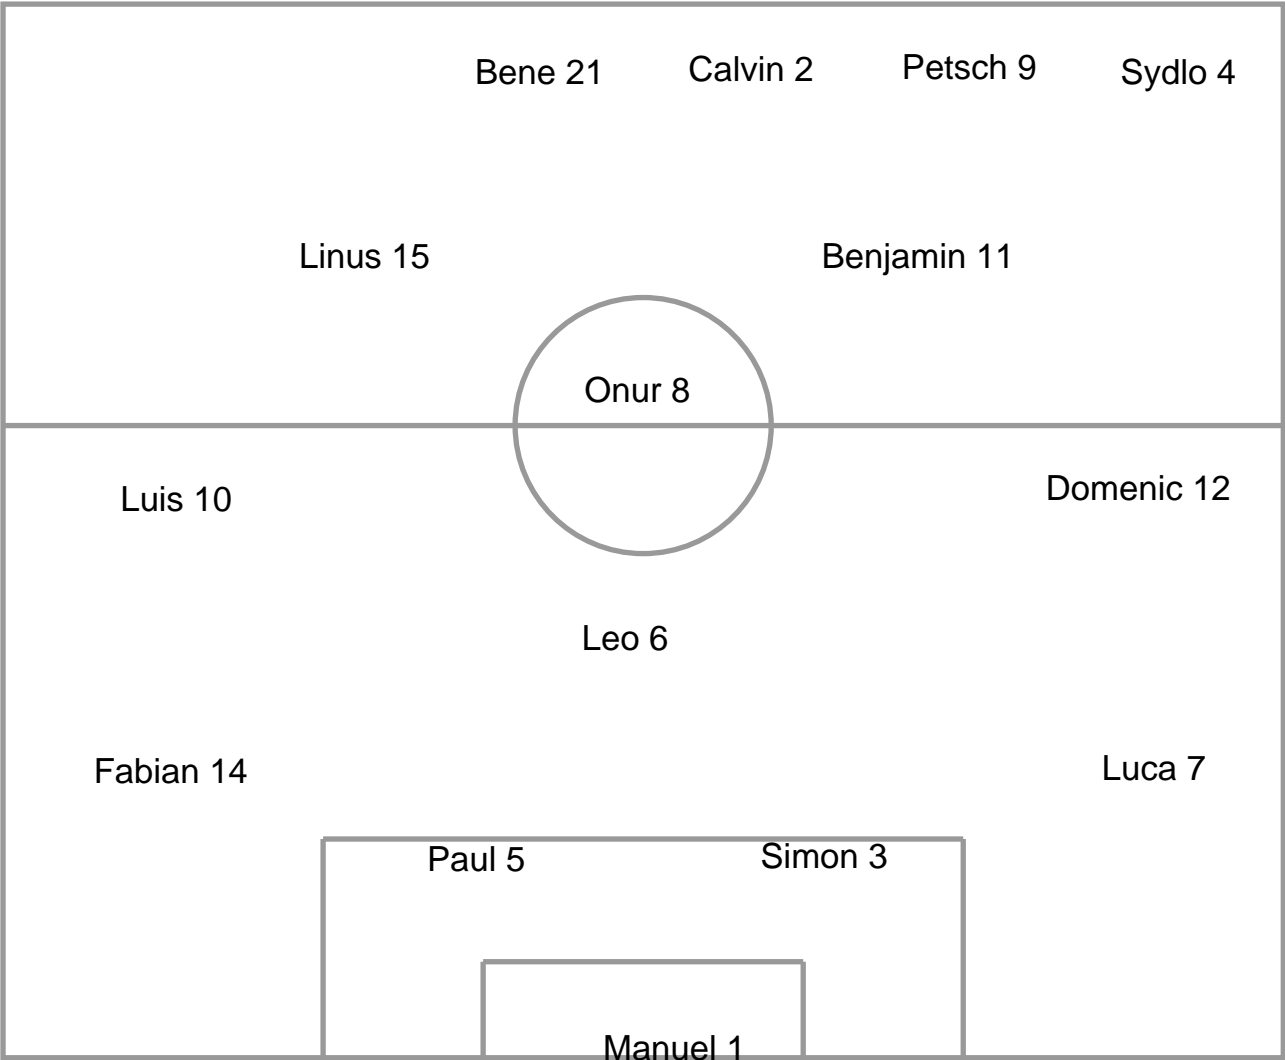 Bene 21
Calvin 2
Petsch 9
Sydlo 4
Linus 15
Benjamin 11
Onur 8
Luis 10
Domenic 12
Leo 6
Fabian 14
Luca 7
Paul 5
Simon 3
Manuel 1